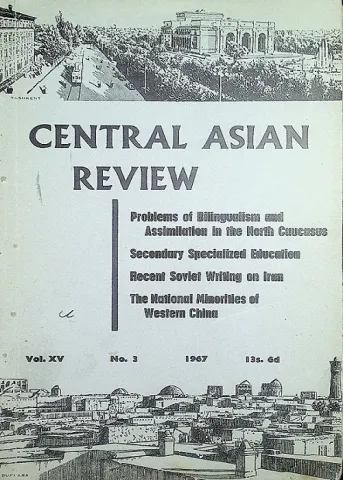 TASHKENT
CENTRAL ASIAN
REVIEW
Problems of Bilingualism and
Assimilation in the North Caucasus
Secondary Specialized Education
Recent Soviet Writing on Iran
The National Minorities of
Western China
Vol. XV No. 3 1967 13s. 6d
BUKHARA